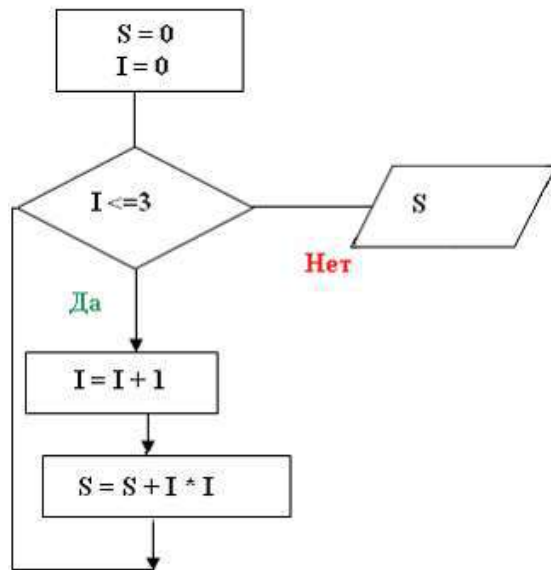 S = 0
I = 0
I <=3
S
Нет
Да
I = I + 1
S = S + I * I